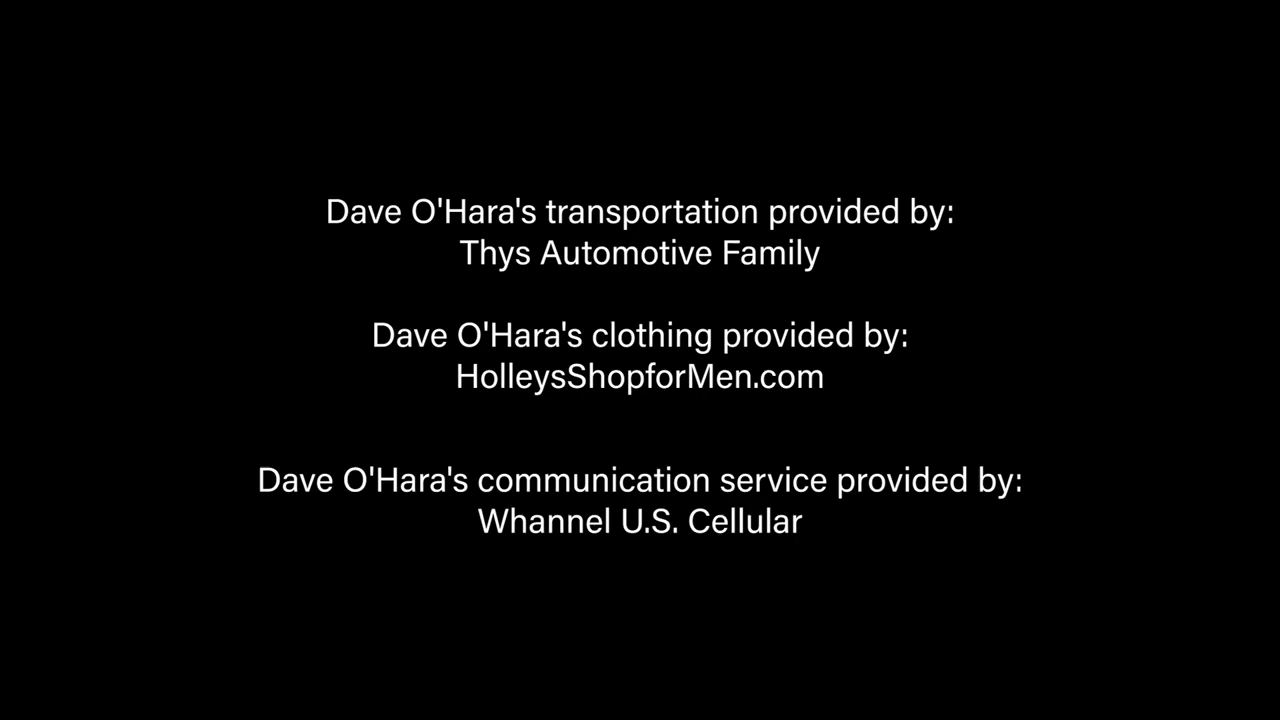 Dave O'Hara's transportation provided by:
Thys Automotive Family
Dave O'Hara's clothing provided by:
HolleysShopforMen.com
Dave O'Hara's communication service provided by:
Whannel U.S. Cellular